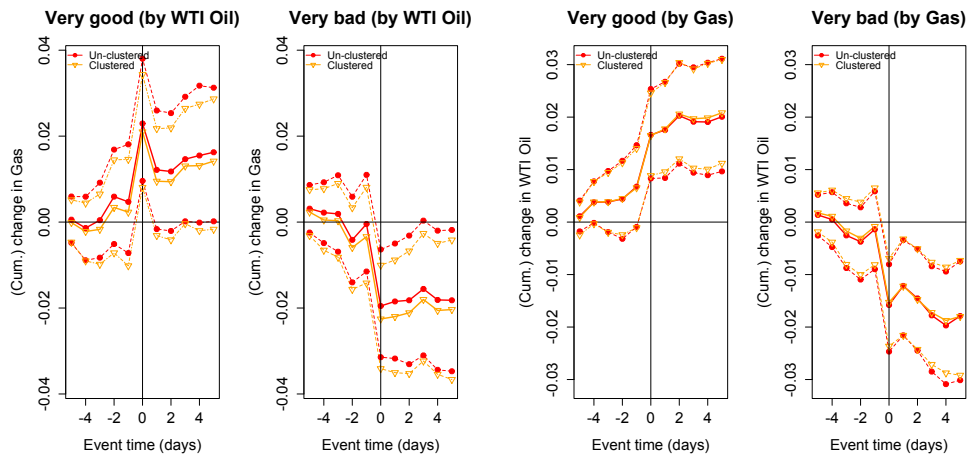 Very good (by WTI Oil)
Un-clustered
Clustered
(Cum.) change in Gas
0.04
0.02
0.00
-0.02
-0.04
-4 -2 0 2 4
Event time (days)
Very bad (by WTI Oil)
Un-clustered
Clustered
(Cum.) change in Gas
0.04
0.02
0.00
-0.02
-0.04
-4 -2 0 2 4
Event time (days)
Very good (by Gas)
Un-clustered
Clustered
(Cum.) change in WTI Oil
0.03
0.02
0.01
0.00
-0.01
-0.02
-0.03
-4 -2 0 2 4
Event time (days)
Very bad (by Gas)
Un-clustered
Clustered
(Cum.) change in WTI Oil
0.03
0.02
0.01
0.00
-0.01
-0.02
-0.03
-4 -2 0 2 4
Event time (days)